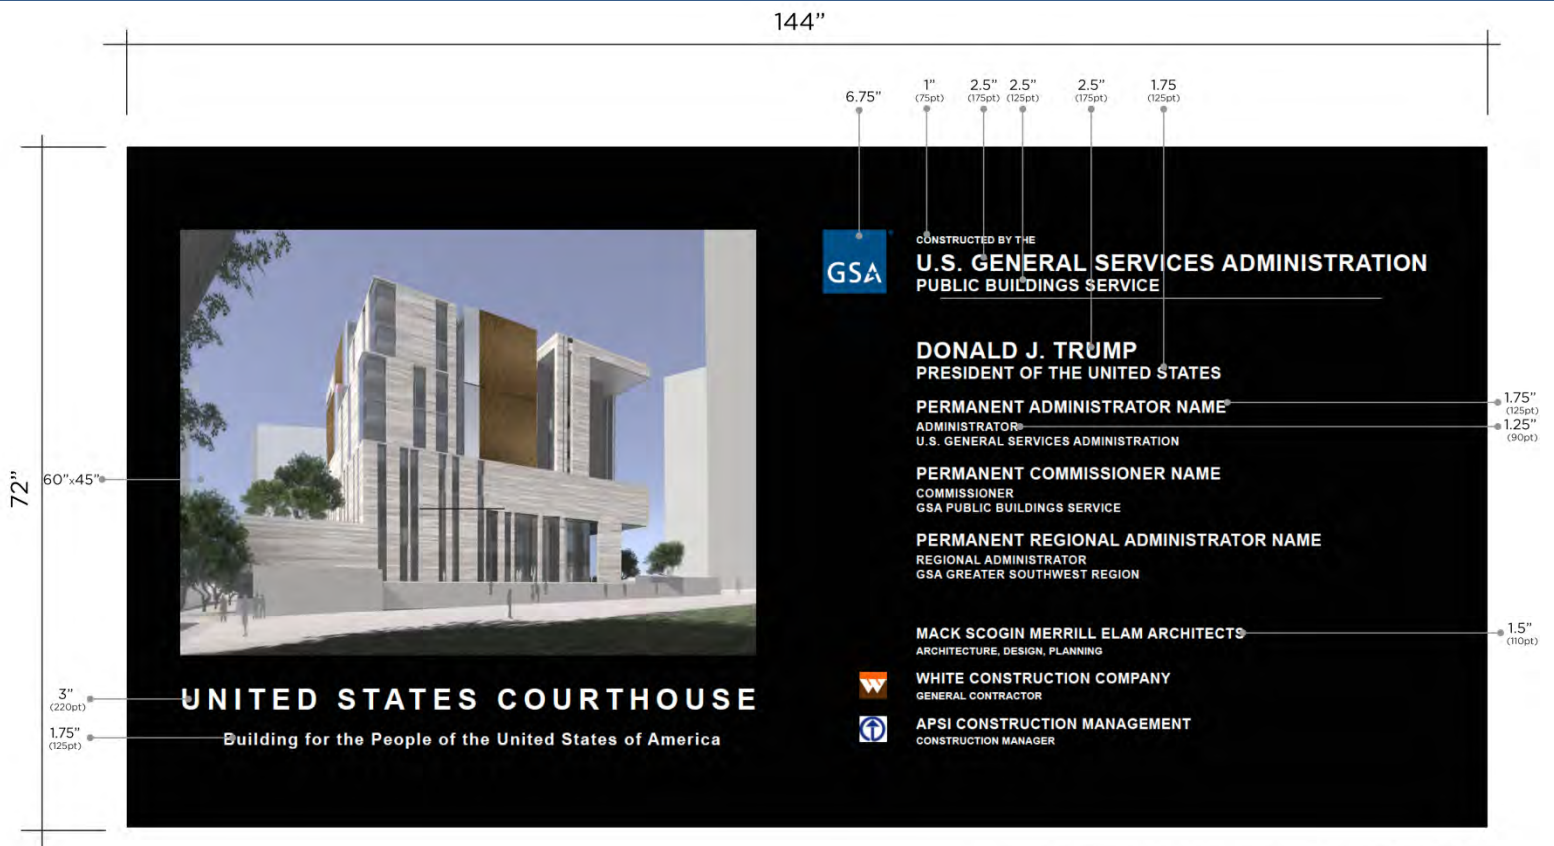 144”
6.75”
1”
(75pt)
2.5”
(175pt)
2.5”
(125pt)
2.5”
(175pt)
1.75
(125pt)
72”
60”x45”
GSA
CONSTRUCTED BY THE
U.S. GENERAL SERVICES ADMINISTRATION
PUBLIC BUILDINGS SERVICE
DONALD J. TRUMP
PRESIDENT OF THE UNITED STATES
PERMANENT ADMINISTRATOR NAME
1.75”
(125pt)
ADMINISTRATOR
1.25”
(90pt)
U.S. GENERAL SERVICES ADMINISTRATION
PERMANENT COMMISSIONER NAME
COMMISSIONER
GSA PUBLIC BUILDINGS SERVICE
PERMANENT REGIONAL ADMINISTRATOR NAME
REGIONAL ADMINISTRATOR
GSA GREATER SOUTHWEST REGION
MACK SCOGIN MERRILL ELAM ARCHITECTS
1.5”
(110pt)
ARCHITECTURE, DESIGN, PLANNING
W
WHITE CONSTRUCTION COMPANY
GENERAL CONTRACTOR
APSI CONSTRUCTION MANAGEMENT
CONSTRUCTION MANAGER
3”
(220pt)
UNITED STATES COURTHOUSE
1.75”
(125pt)
Building for the People of the United States of America